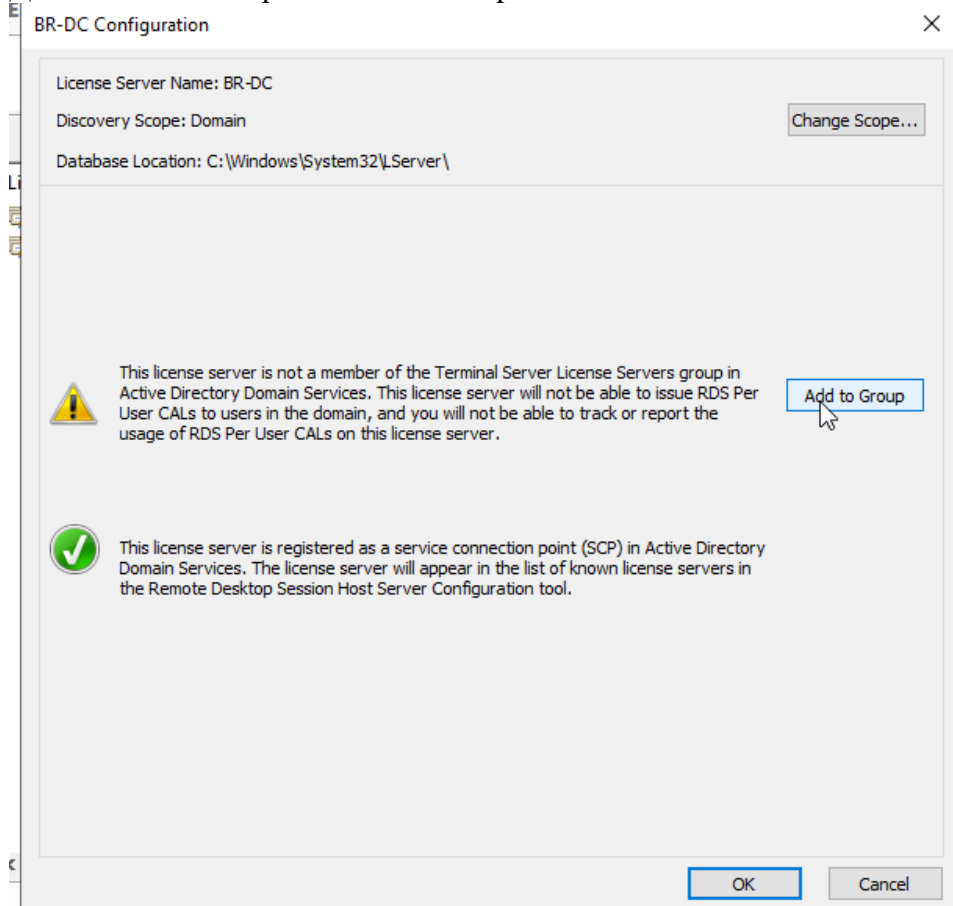 BR-DC Configuration
License Server Name: BR-DC
Discovery Scope: Domain
Change Scope...
Database Location: C:\Windows\System32\LServer\
Li
This license server is not a member of the Terminal Server License Servers group in
Active Directory Domain Services. This license server will not be able to issue RDS Per
User CALs to users in the domain, and you will not be able to track or report the
usage of RDS Per User CALs on this license server.
Add to Group
This license server is registered as a service connection point (SCP) in Active Directory
Domain Services. The license server will appear in the list of known license servers in
the Remote Desktop Session Host Server Configuration tool.
OK
Cancel